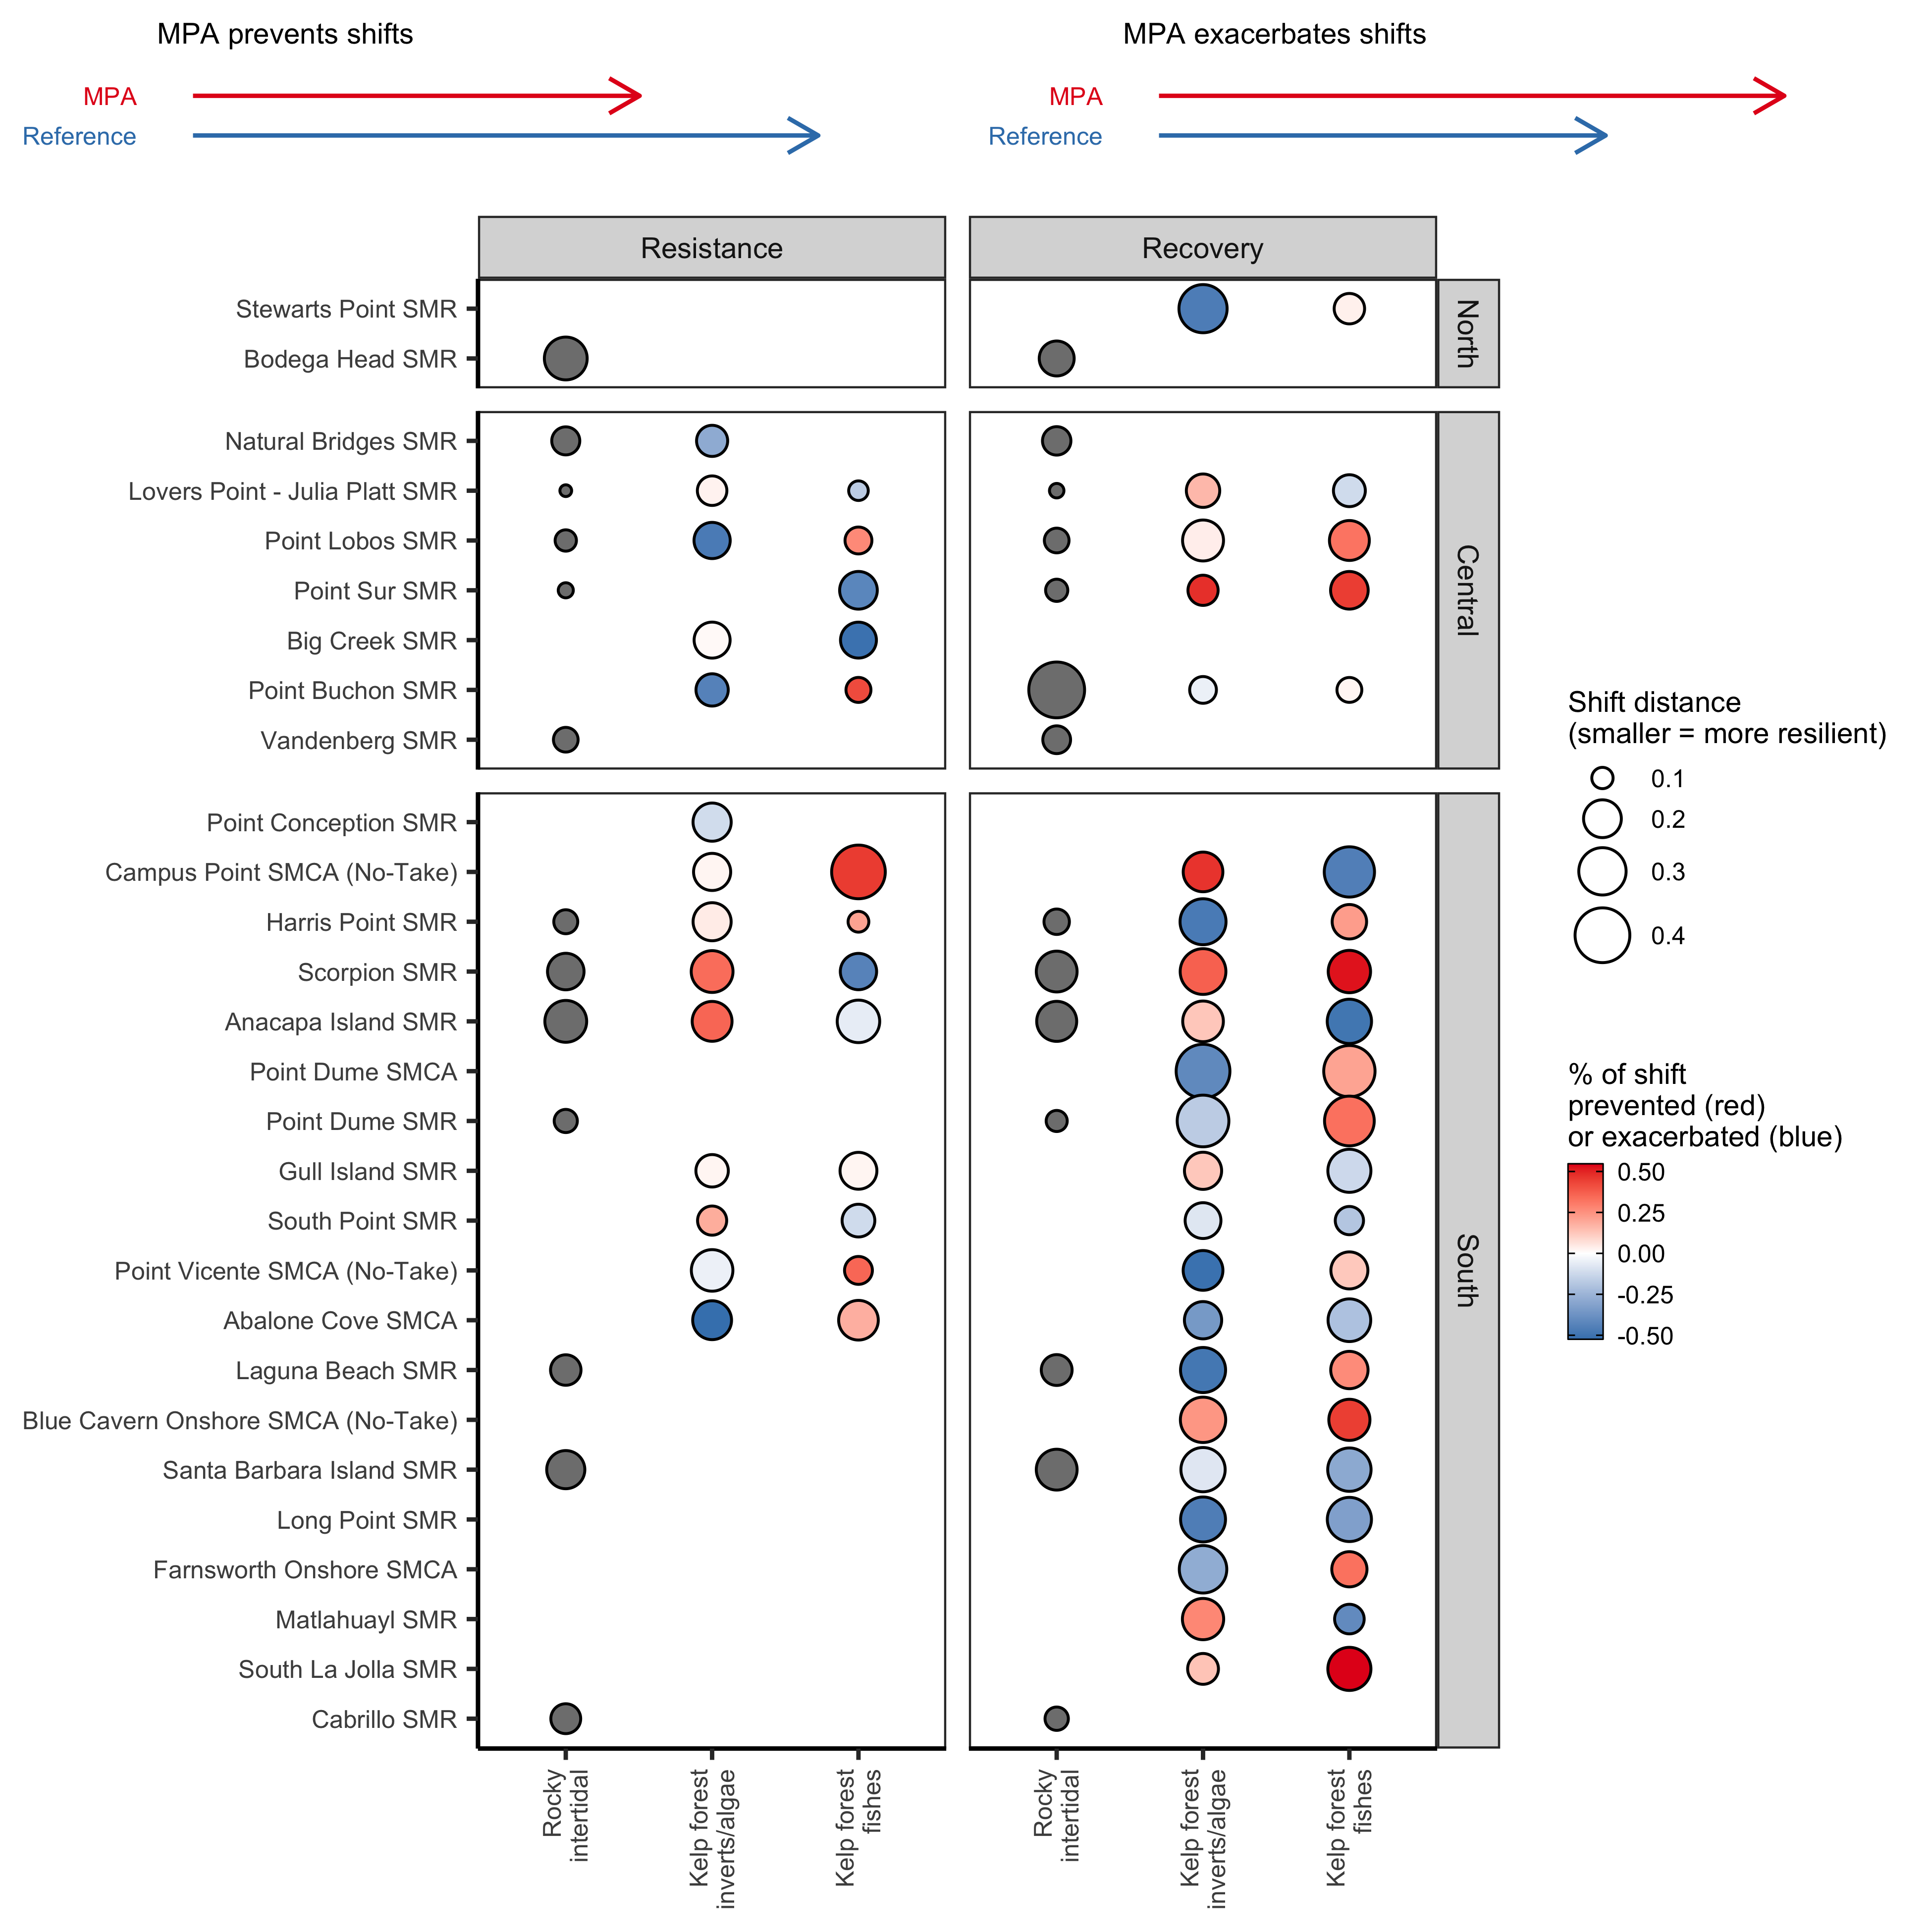 MPA prevents shifts
MPA exacerbates shifts
MPA
Reference
MPA
Reference
Resistance
Recovery
Stewarts Point SMR
Bodega Head SMR
North
Natural Bridges SMR
Lovers Point - Julia Platt SMR
Point Lobos SMR
Point Sur SMR
Big Creek SMR
Point Buchon SMR
Vandenberg SMR
Central
Point Conception SMR
Campus Point SMCA (No-Take)
Harris Point SMR
Scorpion SMR
Anacapa Island SMR
Point Dume SMCA
Point Dume SMR
Gull Island SMR
South Point SMR
Point Vicente SMCA (No-Take)
Abalone Cove SMCA
Laguna Beach SMR
Blue Cavern Onshore SMCA (No-Take)
Santa Barbara Island SMR
Long Point SMR
Farnsworth Onshore SMCA
Matlahuayl SMR
South La Jolla SMR
Cabrillo SMR
South
Rocky
intertidal
Kelp forest
inverts/algae
Kelp forest
fishes
Rocky
intertidal
Kelp forest
inverts/algae
Kelp forest
fishes
Shift distance
(smaller = more resilient)
0.1
0.2
0.3
0.4
% of shift
prevented (red)
or exacerbated (blue)
0.50
0.25
0.00
-0.25
-0.50